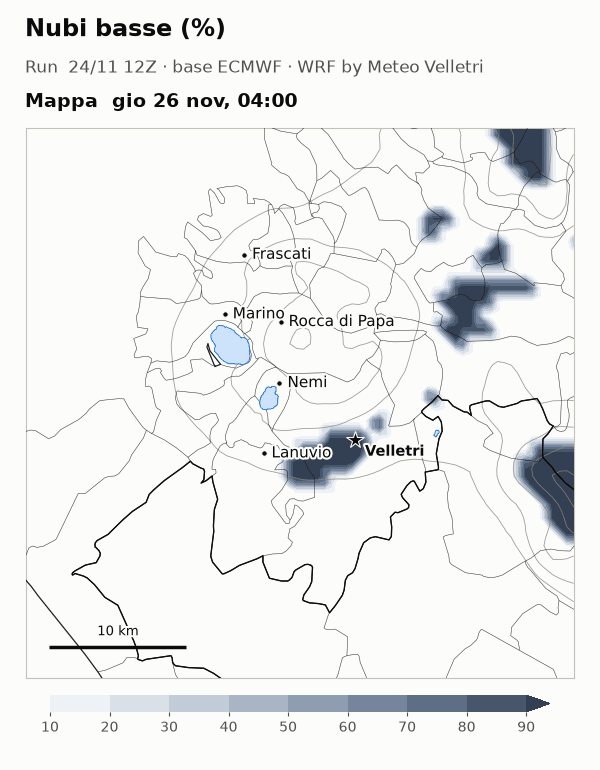 Nubi basse (%)
Run  24/11 12Z · base ECMWF · WRF by Meteo Velletri
Mappa  gio 26 nov, 04:00
Frascati
Marino
Rocca di Papa
Nemi
Lanuvio
Velletri
10 km
10 20 30 40 50 60 70 80 90